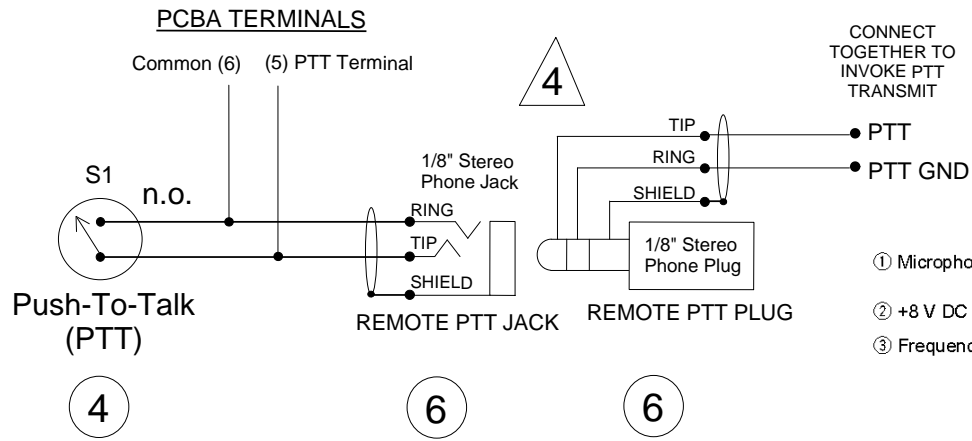 PCBA TERMINALS
Common (6) (5) PTT Terminal
S1
n.o.
Push-To-Talk
(PTT)
4
1/8" Stereo
Phone Jack
RING
TIP
SHIELD
REMOTE PTT JACK
6
4
TIP
RING
SHIELD
1/8" Stereo
Phone Plug
REMOTE PTT PLUG
6
CONNECT
TOGETHER TO
INVOKE PTT
TRANSMIT
PTT
PTT GND
① Micropho
② +8 V DC
③ Frequenc